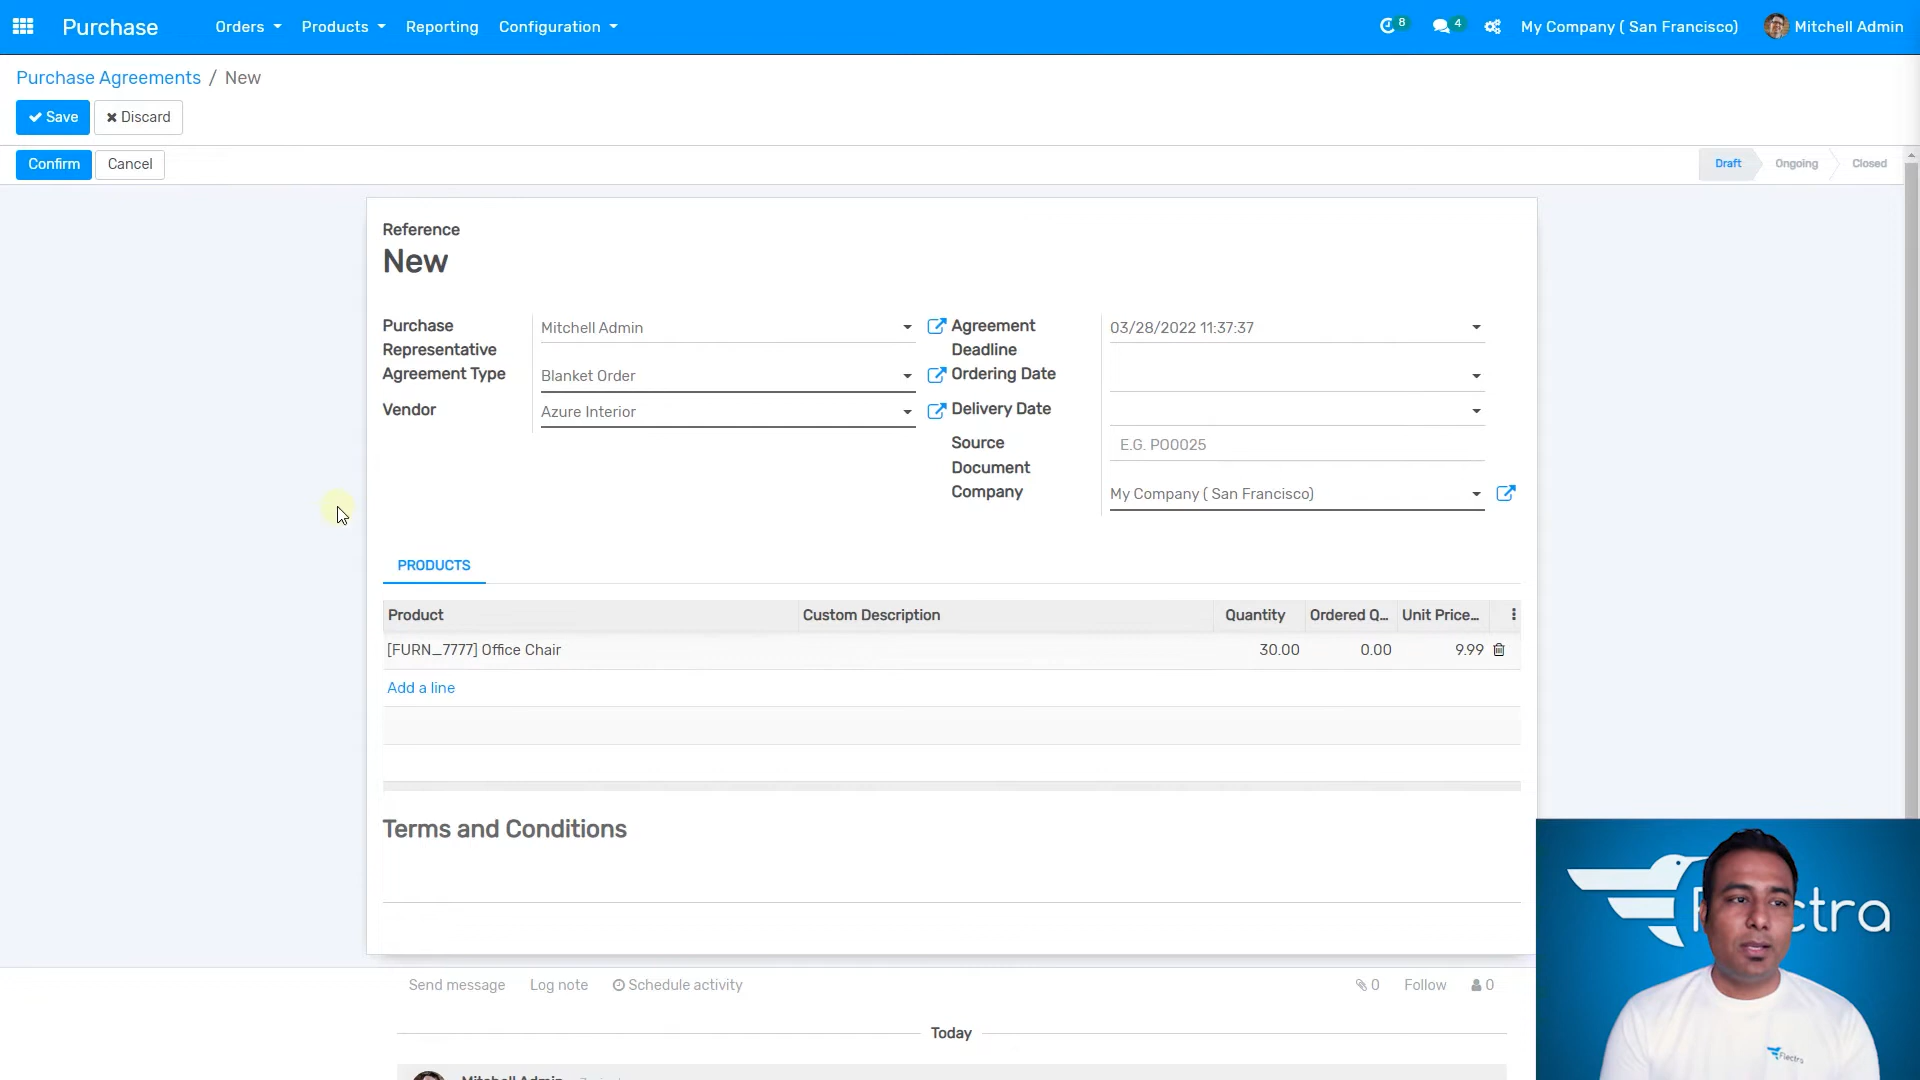 Purchase Orders Products Reporting Configuration 8 4 My Company ( San Francisco) Mitchell Admin
Purchase Agreements / New
Save Discard
Confirm Cancel Draft Ongoing Closed
Reference
New
Purchase Representative Mitchell Admin
Agreement Type Blanket Order
Vendor Azure Interior
Agreement Deadline 03/28/2022 11:37:37
Ordering Date
Delivery Date
Source Document E.G. PO0025
Company My Company ( San Francisco)
PRODUCTS
Product Custom Description Quantity Ordered Q... Unit Price...
[FURN_7777] Office Chair 30.00 0.00 9.99
Add a line
Terms and Conditions
Send message Log note Schedule activity 0 Follow 0
Today
Mitchell Admin
Flectra